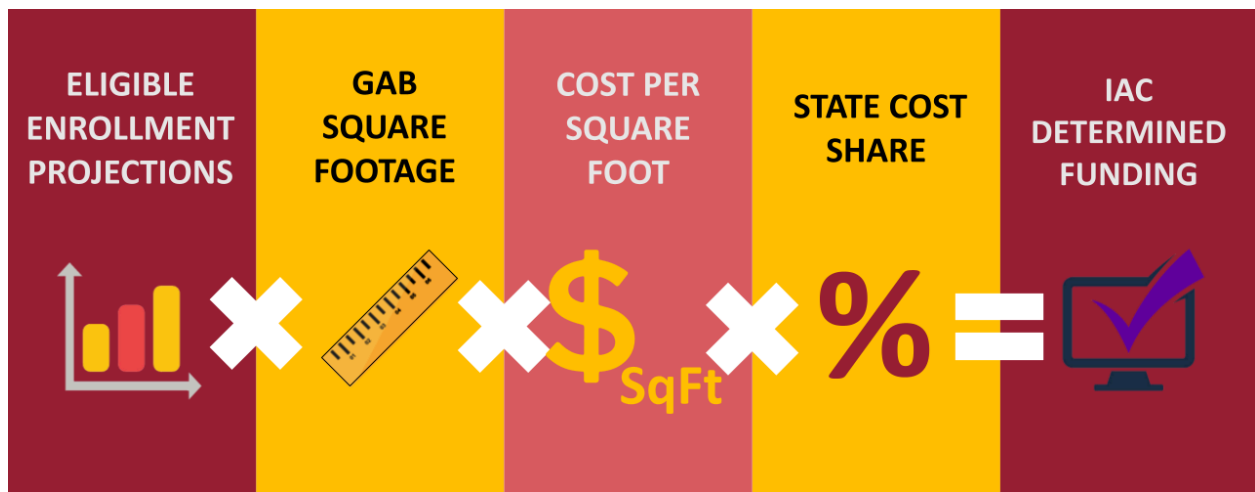 ELIGIBLE
ENROLLMENT
PROJECTIONS
GAB
SQUARE
FOOTAGE
COST PER
SQUARE
FOOT
STATE COST
SHARE
IAC
DETERMINED
FUNDING
$
SqFt
%
=